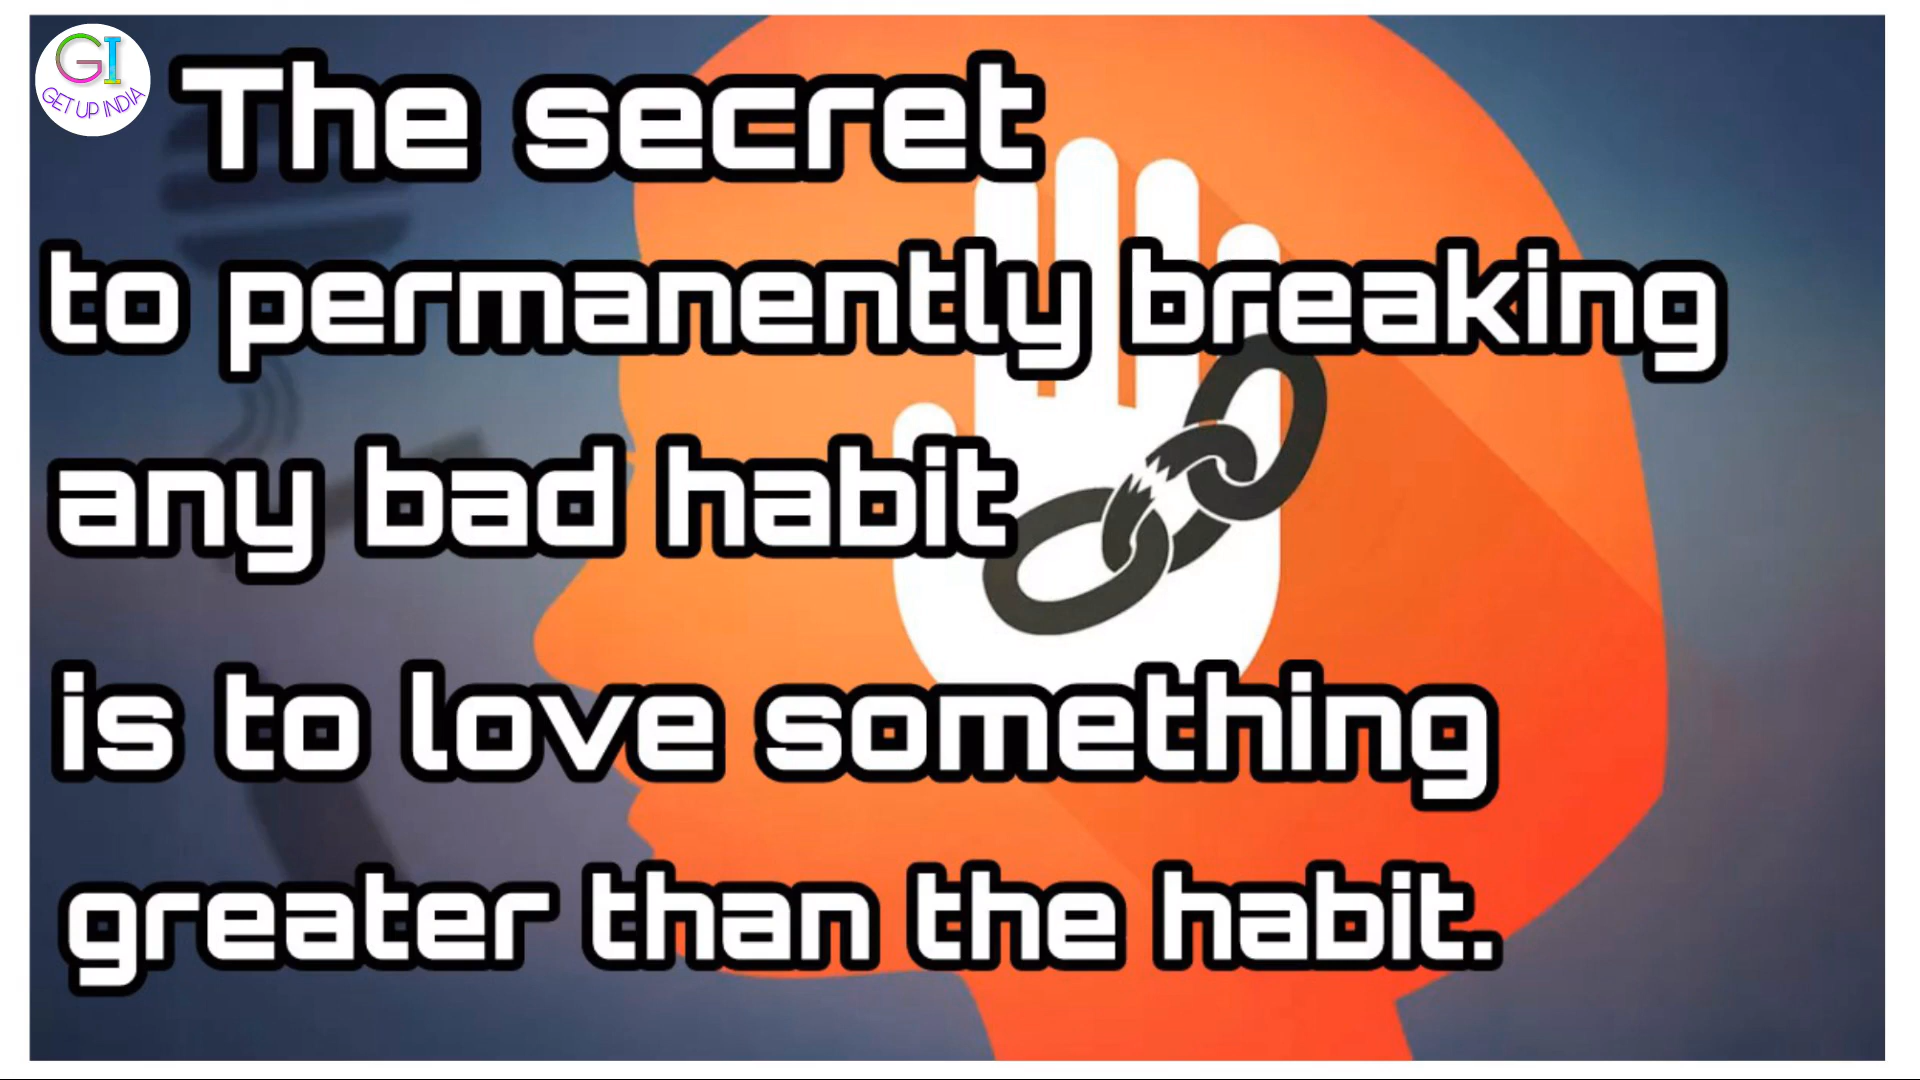 GI
GET UP INDIA
The secret
to permanently breaking
any bad habit
is to love something
greater than the habit.